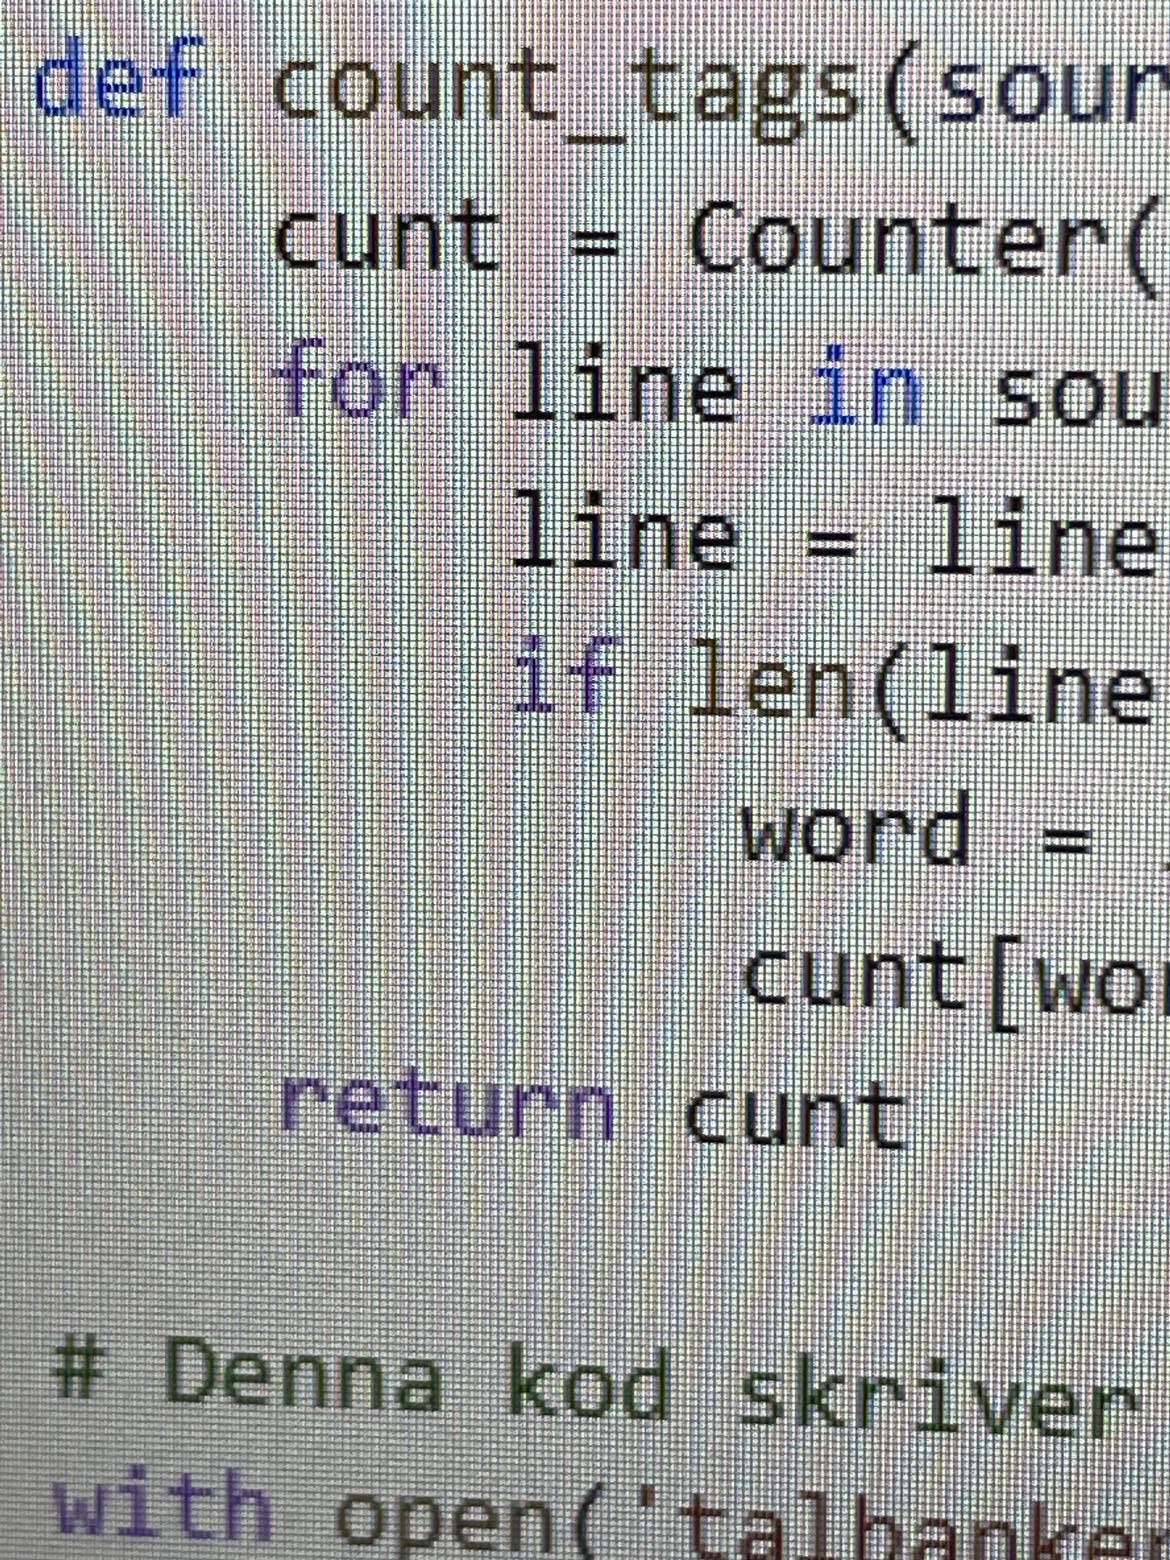 def count_tags(sour
cunt = Counter(
for line in sou
line = line
if len(line
word =
cunt[wor
return cunt
# Denna kod skriver
with open('talbanken